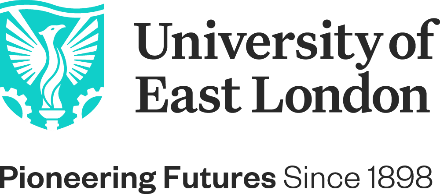 University of
East London
Pioneering Futures Since 1898